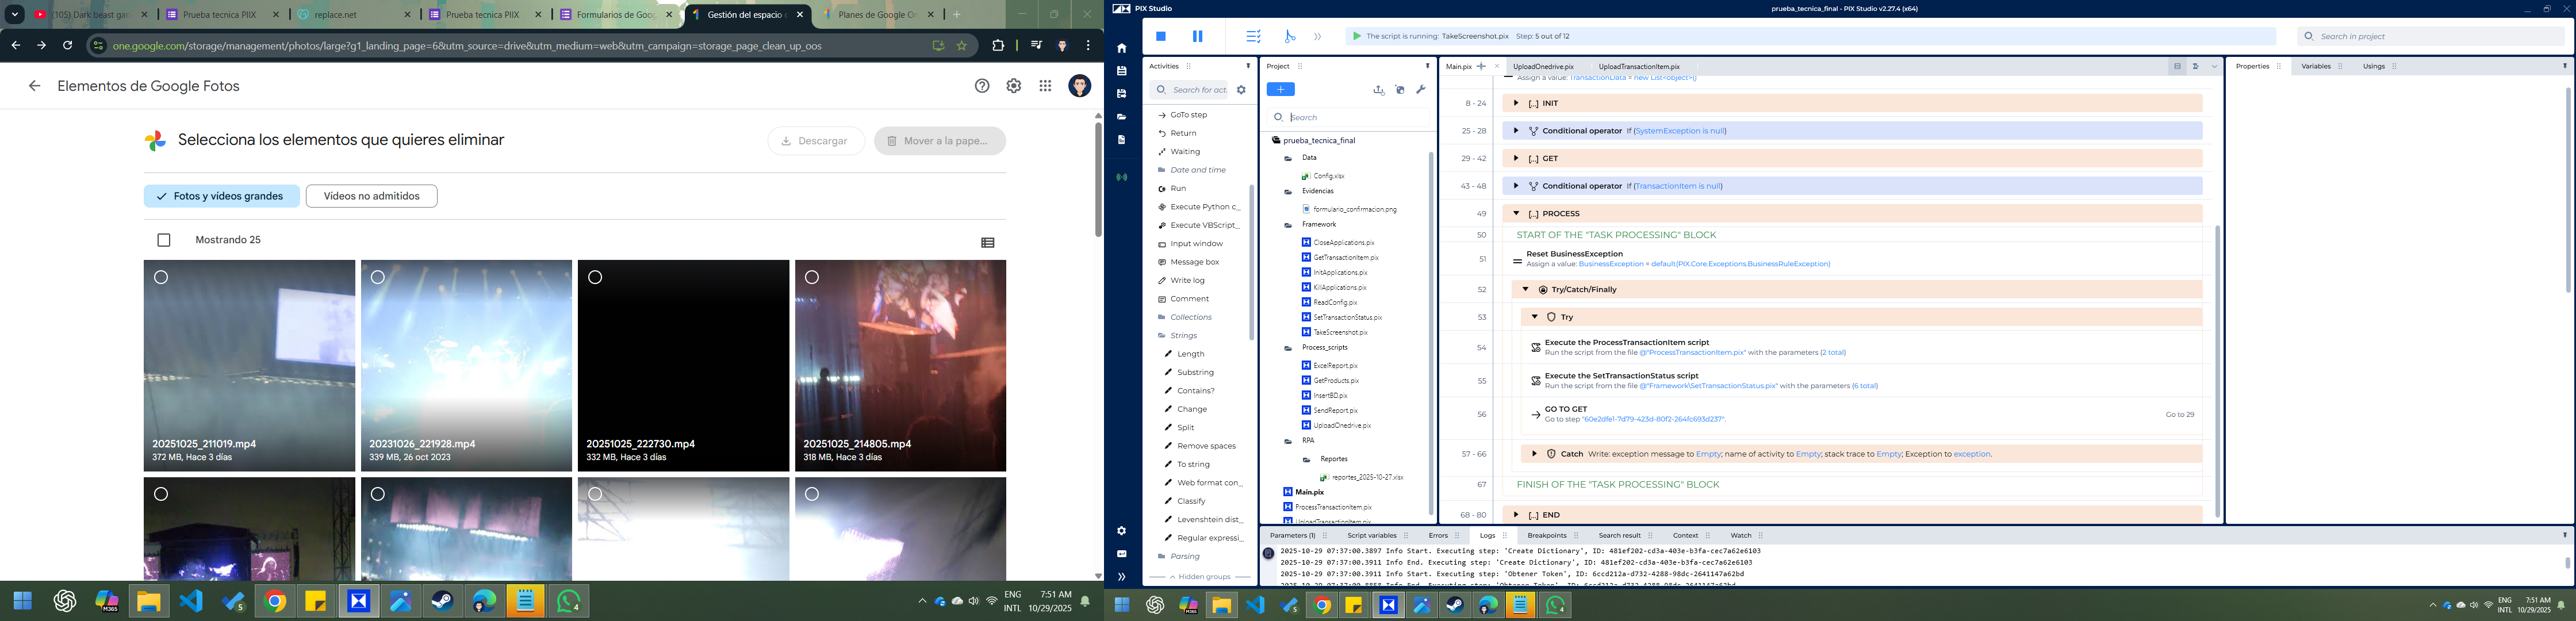 (105) Dark beast ga
Prueba tecnica PIIX
replace.net
Prueba tecnica PIIX
Formularios de Goog
Gestión del espacio d
Planes de Google On
one.google.com/storage/management/photos/large?g1_landing_page=6&utm_source=drive&utm_medium=web&utm_campaign=storage_page_clean_up_oos
Elementos de Google Fotos
Selecciona los elementos que quieres eliminar
Descargar
Mover a la pape...
Fotos y vídeos grandes
Vídeos no admitidos
Mostrando 25
20251025_211019.mp4
372 MB, Hace 3 días
20231026_221928.mp4
339 MB, 26 oct 2023
20251025_222730.mp4
332 MB, Hace 3 días
20251025_214805.mp4
318 MB, Hace 3 días
ENG
INTL
7:51 AM
10/29/2025
PIX Studio
prueba_tecnica_final - PIX Studio v2.27.4 (x64)
The script is running: TakeScreenshot.pix Step: 5 out of 12
Search in project
Activities
Search for act
GoTo step
Return
Waiting
Date and time
Run
Execute Python c...
Execute VBScript...
Input window
Message box
Write log
Comment
Collections
Strings
Length
Substring
Contains?
Change
Split
Remove spaces
To string
Web format con...
Classify
Levenshtein dist...
Regular expressi...
Parsing
Hidden groups
Project
Search
prueba_tecnica_final
Data
Config.xlsx
Evidencias
formulario_confirmacion.png
Framework
CloseApplications.pix
GetTransactionItem.pix
InitApplications.pix
KillApplications.pix
ReadConfig.pix
SetTransactionStatus.pix
TakeScreenshot.pix
Process_scripts
ExcelReport.pix
GetProducts.pix
InsertBD.pix
SendReport.pix
UploadOnedrive.pix
RPA
Reportes
reportes_2025-10-27.xlsx
Main.pix
ProcessTransactionItem.pix
UploadTransactionItem.pix
Main.pix
UploadOnedrive.pix
UploadTransactionItem.pix
Assign a value: TransactionData = new List<object>()
8 - 24 [...] INIT
25 - 28 Conditional operator If (SystemException is null)
29 - 42 [...] GET
43 - 48 Conditional operator If (TransactionItem is null)
49 [...] PROCESS
50 START OF THE "TASK PROCESSING" BLOCK
51 Reset BusinessException
Assign a value: BusinessException = default(PIX.Core.Exceptions.BusinessRuleException)
52 Try/Catch/Finally
53 Try
54 Execute the ProcessTransactionItem script
Run the script from the file @"ProcessTransactionItem.pix" with the parameters (2 total)
55 Execute the SetTransactionStatus script
Run the script from the file @"Framework\SetTransactionStatus.pix" with the parameters (6 total)
56 GO TO GET
Go to step "60e2dfe1-7d79-423d-80f2-264fc693d237".
Go to 29
57 - 66 Catch Write: exception message to Empty; name of activity to Empty; stack trace to Empty; Exception to exception.
67 FINISH OF THE "TASK PROCESSING" BLOCK
68 - 80 [...] END
Properties
Variables
Usings
Parameters (1)
Script variables
Errors
Logs
Breakpoints
Search result
Context
Watch
2025-10-29 07:37:00.3897 Info Start. Executing step: 'Create Dictionary', ID: 481ef202-cd3a-403e-b3fa-cec7a62e6103
2025-10-29 07:37:00.3911 Info End. Executing step: 'Create Dictionary', ID: 481ef202-cd3a-403e-b3fa-cec7a62e6103
2025-10-29 07:37:00.3911 Info Start. Executing step: 'Obtener Token', ID: 6ccd212a-d732-4288-98dc-2641147a62bd
ENG
INTL
7:51 AM
10/29/2025